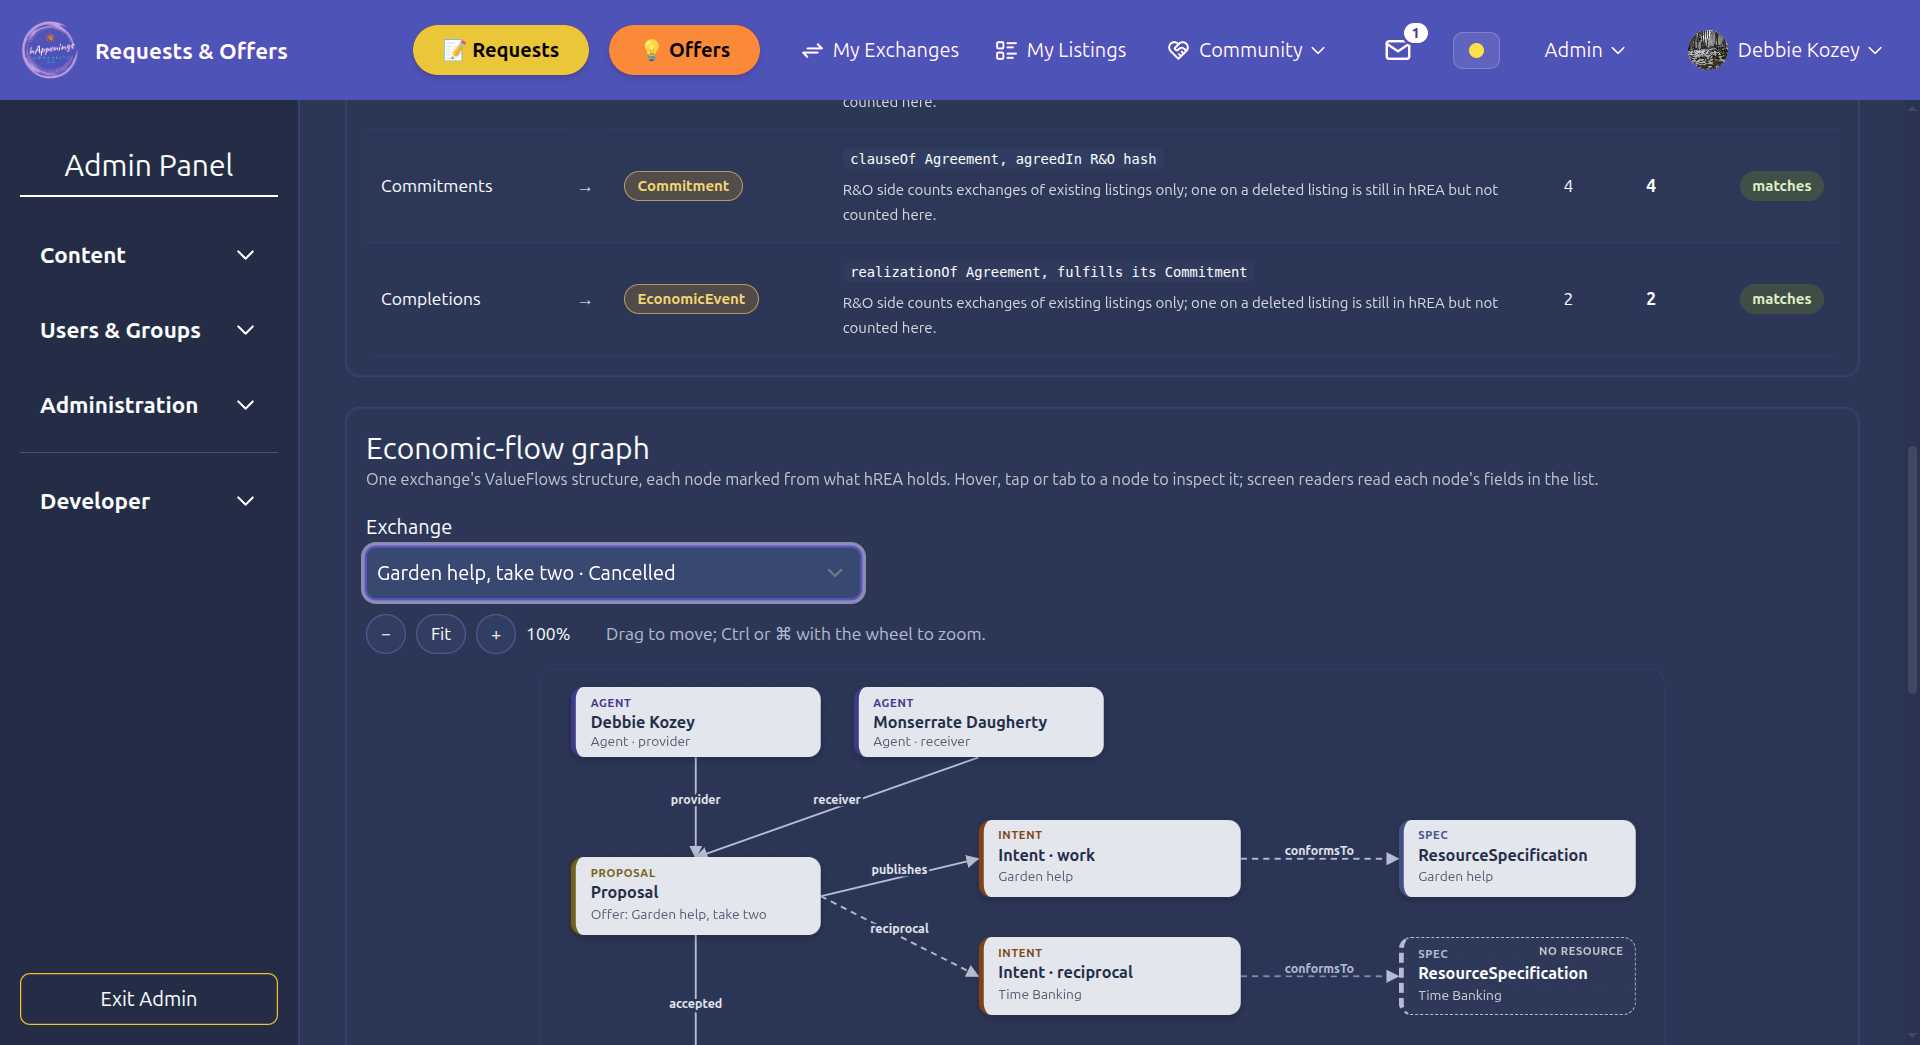 hAppenings
Requests & Offers
📝 Requests
💡 Offers
My Exchanges
My Listings
Community
1
Admin
Debbie Kozey
Admin Panel
Content
Users & Groups
Administration
Developer
Exit Admin
counted here.
Commitments
→
Commitment
clauseOf Agreement, agreedIn R&O hash
R&O side counts exchanges of existing listings only; one on a deleted listing is still in hREA but not
counted here.
4
4
matches
Completions
→
EconomicEvent
realizationOf Agreement, fulfills its Commitment
R&O side counts exchanges of existing listings only; one on a deleted listing is still in hREA but not
counted here.
2
2
matches
Economic-flow graph
One exchange's ValueFlows structure, each node marked from what hREA holds. Hover, tap or tab to a node to inspect it; screen readers read each node's fields in the list.
Exchange
Garden help, take two · Cancelled
−
Fit
+
100%
Drag to move; Ctrl or ⌘ with the wheel to zoom.
AGENT
Debbie Kozey
Agent · provider
AGENT
Monserrate Daugherty
Agent · receiver
provider
receiver
PROPOSAL
Proposal
Offer: Garden help, take two
publishes
reciprocal
accepted
INTENT
Intent · work
Garden help
conformsTo
SPEC
ResourceSpecification
Garden help
INTENT
Intent · reciprocal
Time Banking
conformsTo
SPEC
NO RESOURCE
ResourceSpecification
Time Banking